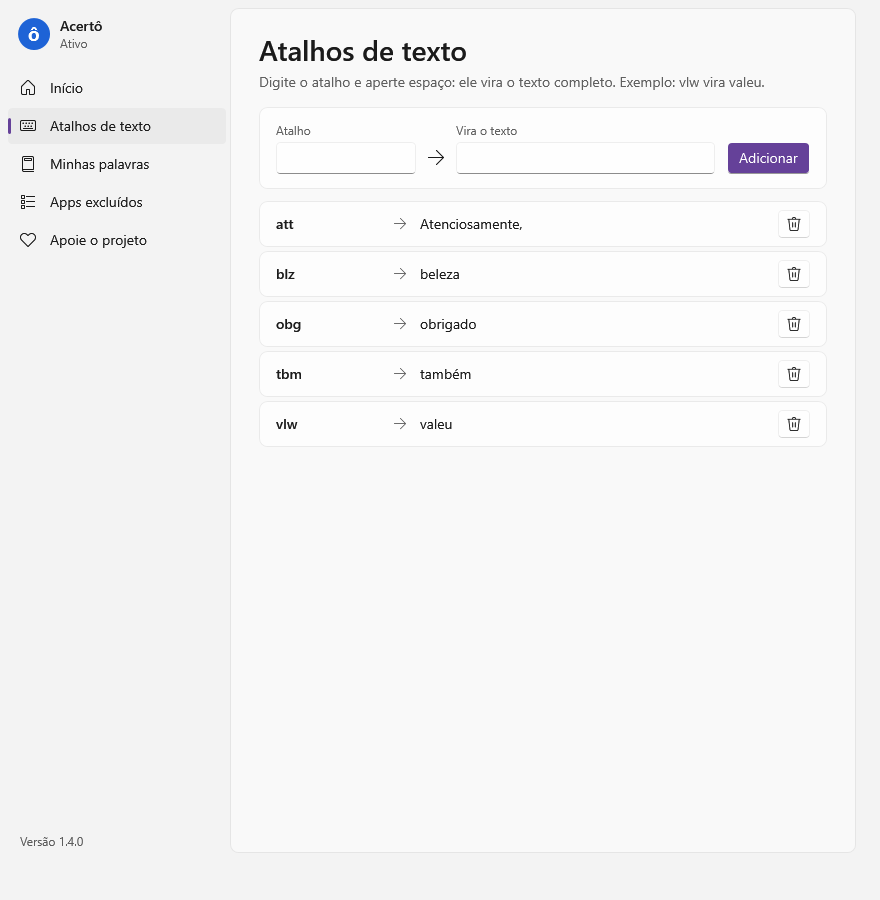 ô
Acertô
Ativo
Início
Atalhos de texto
Minhas palavras
Apps excluídos
Apoie o projeto
Versão 1.4.0
Atalhos de texto
Digite o atalho e aperte espaço: ele vira o texto completo. Exemplo: vlw vira valeu.
Atalho
Vira o texto
Adicionar
att → Atenciosamente,
blz → beleza
obg → obrigado
tbm → também
vlw → valeu